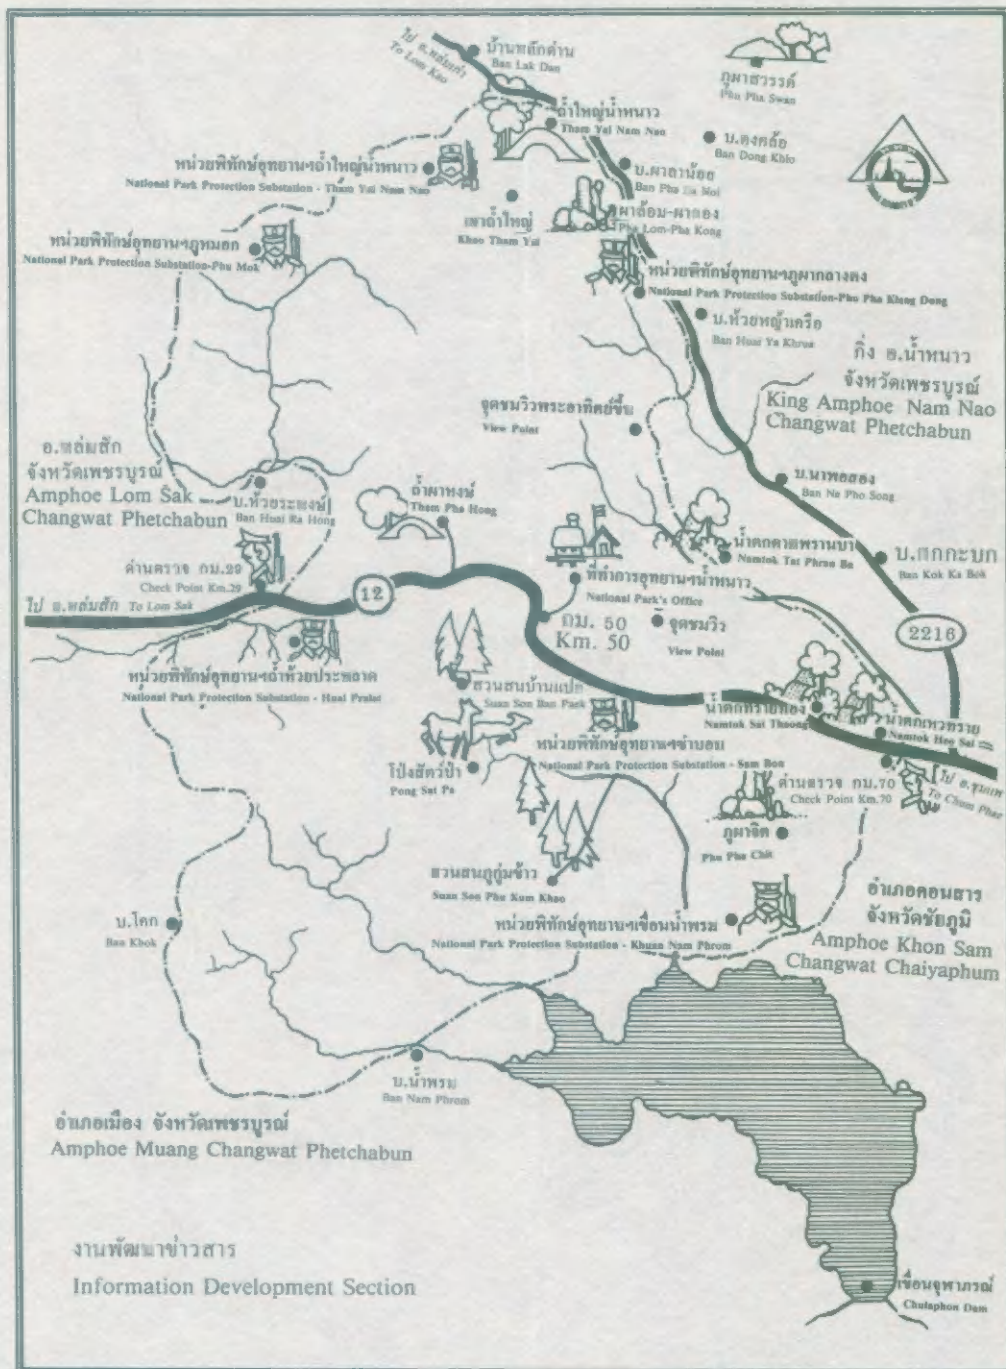 ไป อ.หล่มเก่า
To Lom Kao
บ้านหลักด่าน
Ban Lak Dan
ภูผาสวรรค์
Phu Pha Swan
ถ้ำใหญ่น้ำหนาว
Tham Yai Nam Nao
บ.ดงคล้อ
Ban Dong Khlo
หน่วยพิทักษ์อุทยานฯถ้ำใหญ่น้ำหนาว
National Park Protection Substation - Tham Yai Nam Nao
บ.ผาลาน้อย
Ban Pha La Noi
เขาถ้ำใหญ่
Khao Tham Yai
ผาล้อม-ผากอง
Pha Lom-Pha Kong
หน่วยพิทักษ์อุทยานฯภูหมอก
National Park Protection Substation-Phu Mok
หน่วยพิทักษ์อุทยานฯภูผากลางดง
National Park Protection Substation-Phu Pha Klang Dong
บ.ห้วยหญ้าเครือ
Ban Huai Ya Khrua
กิ่ง อ.น้ำหนาว
จังหวัดเพชรบูรณ์
King Amphoe Nam Nao
Changwat Phetchabun
จุดชมวิวพระอาทิตย์ขึ้น
View Point
อ.หล่มสัก
จังหวัดเพชรบูรณ์
Amphoe Lom Sak
Changwat Phetchabun
บ.ห้วยระหงษ์
Ban Huai Ra Hong
ถ้ำผาหงษ์
Tham Pha Hong
บ.นาพอสอง
Ban Na Pho Song
น้ำตกตาดพรานบา
Namtok Tat Phran Ba
บ.กกกะบก
Ban Kok Ka Bok
ด่านตรวจ กม.29
Check Point Km.29
ที่ทำการอุทยานฯน้ำหนาว
National Park's Office
12
ไป อ.หล่มสัก To Lom Sak
กม. 50
Km. 50
จุดชมวิว
View Point
2216
หน่วยพิทักษ์อุทยานฯถ้ำห้วยประหลาด
National Park Protection Substation - Huai Pralat
สวนสนบ้านแปก
Suan Son Ban Paek
น้ำตกทรายทอง
Namtok Sai Thoong
น้ำตกเหวทราย
Namtok Heo Sai
หน่วยพิทักษ์อุทยานฯซำบอน
National Park Protection Substation - Sam Bon
โป่งสัตว์ป่า
Pong Sat Pa
ด่านตรวจ กม.70
Check Point Km.70
ไป อ.ชุมแพ
To Chum Phae
ภูผาจิต
Phu Pha Chit
สวนสนภูกุ่มข้าว
Suan Son Phu Kum Khao
อำเภอคอนสาร
จังหวัดชัยภูมิ
Amphoe Khon Sam
Changwat Chaiyaphum
บ.โคก
Ban Khok
หน่วยพิทักษ์อุทยานฯเขื่อนน้ำพรม
National Park Protection Substation - Khuan Nam Phrom
บ.น้ำพรม
Ban Nam Phrom
อำเภอเมือง จังหวัดเพชรบูรณ์
Amphoe Muang Changwat Phetchabun
งานพัฒนาข่าวสาร
Information Development Section
เขื่อนจุฬาภรณ์
Chulaphon Dam